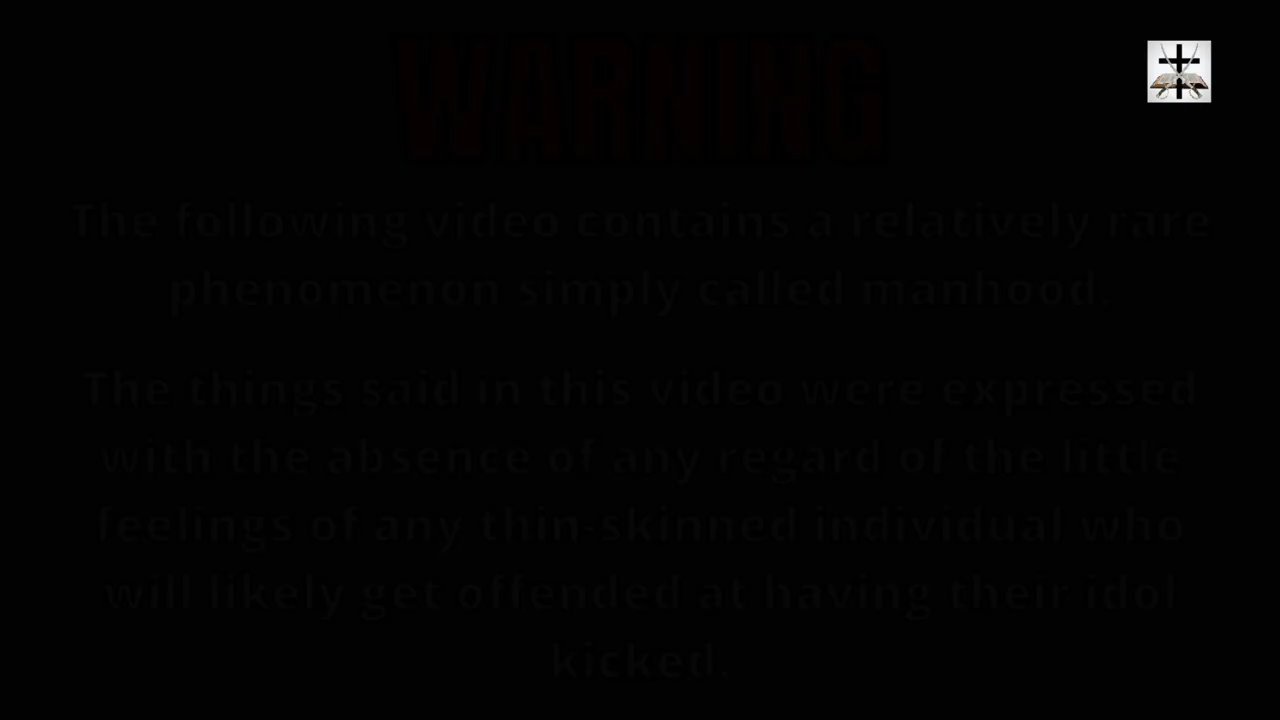 WARNING
The following video contains a relatively rare
phenomenon simply called manhood.
The things said in this video were expressed
with the absence of any regard of the little
feelings of any thin-skinned individual who
will likely get offended at having their idol
kicked.